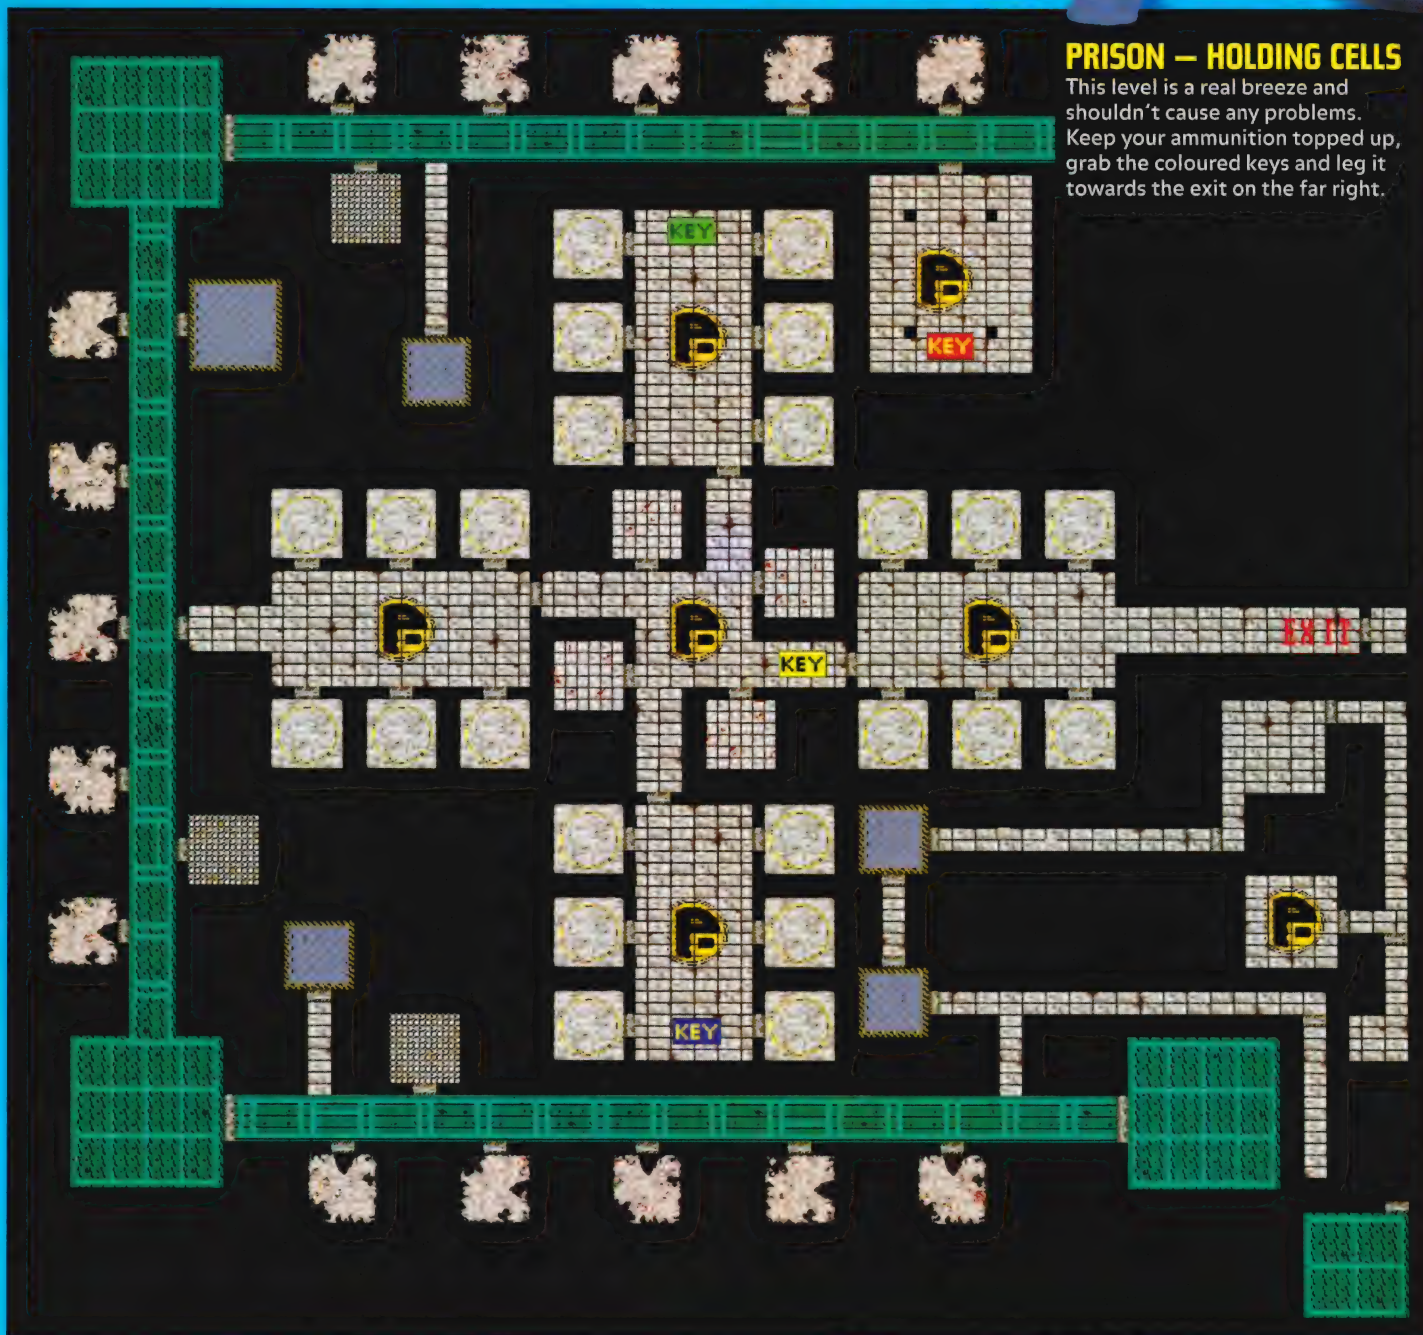 PRISON — HOLDING CELLS
This level is a real breeze and
shouldn't cause any problems.
Keep your ammunition topped up,
grab the coloured keys and leg it
towards the exit on the far right.
KEY
KEY
EXIT
KEY
KEY